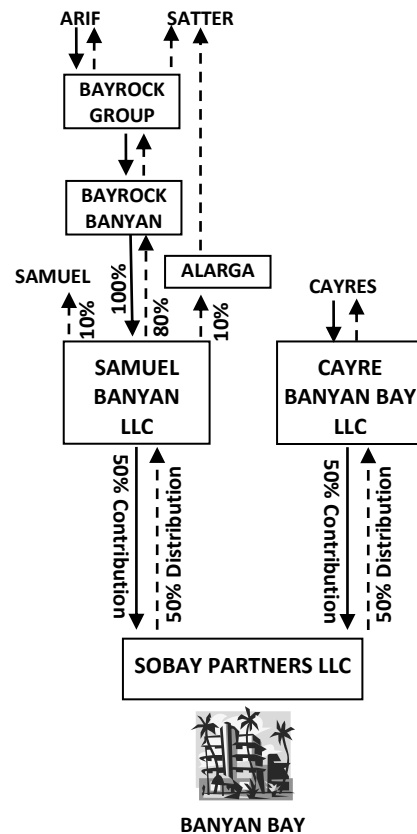 ARIF
SATTER
BAYROCK
GROUP
BAYROCK
BANYAN
SAMUEL
10%
100%
80%
ALARGA
10%
CAYRES
SAMUEL
BANYAN
LLC
CAYRE
BANYAN BAY
LLC
50% Contribution
50% Distribution
50% Contribution
50% Distribution
SOBAY PARTNERS LLC
BANYAN BAY